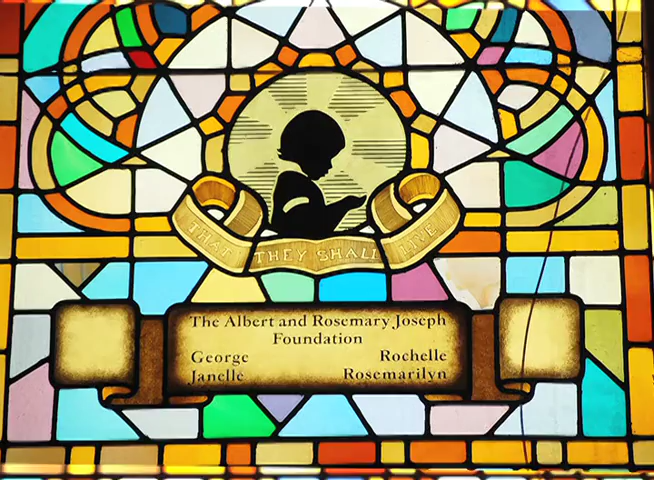 THAT THEY SHALL LIVE
The Albert and Rosemary Joseph
Foundation
George Rochelle
Janelle Rosemarilyn